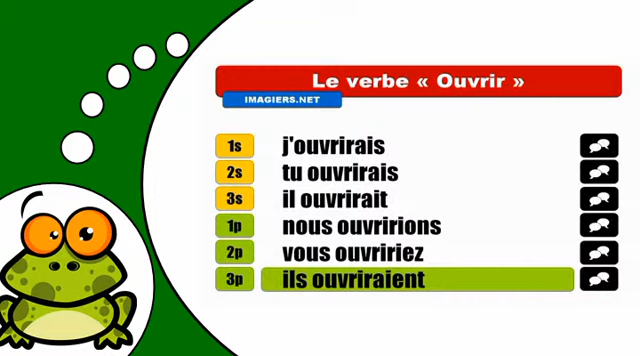 Le verbe « Ouvrir »
IMAGIERS.NET
1s j'ouvrirais
2s tu ouvrirais
3s il ouvrirait
1p nous ouvririons
2p vous ouvririez
3p ils ouvriraient